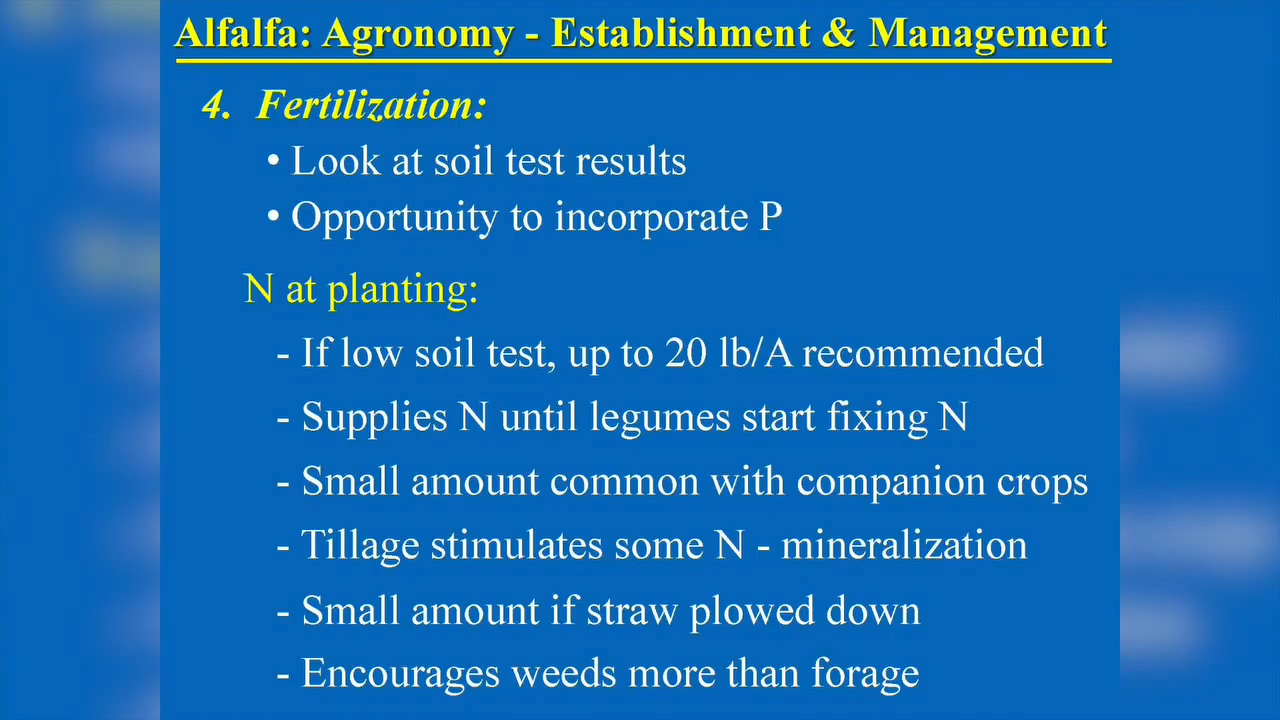 Alfalfa: Agronomy - Establishment & Management
4. Fertilization:
• Look at soil test results
• Opportunity to incorporate P
N at planting:
- If low soil test, up to 20 lb/A recommended
- Supplies N until legumes start fixing N
- Small amount common with companion crops
- Tillage stimulates some N - mineralization
- Small amount if straw plowed down
- Encourages weeds more than forage